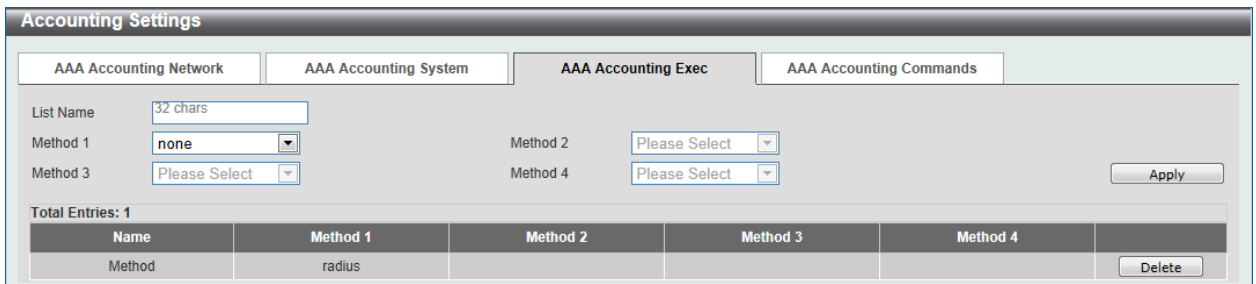 Accounting Settings
AAA Accounting Network AAA Accounting System AAA Accounting Exec AAA Accounting Commands
List Name 32 chars
Method 1 none Method 2 Please Select
Method 3 Please Select Method 4 Please Select Apply
Total Entries: 1
Name Method 1 Method 2 Method 3 Method 4
Method radius Delete